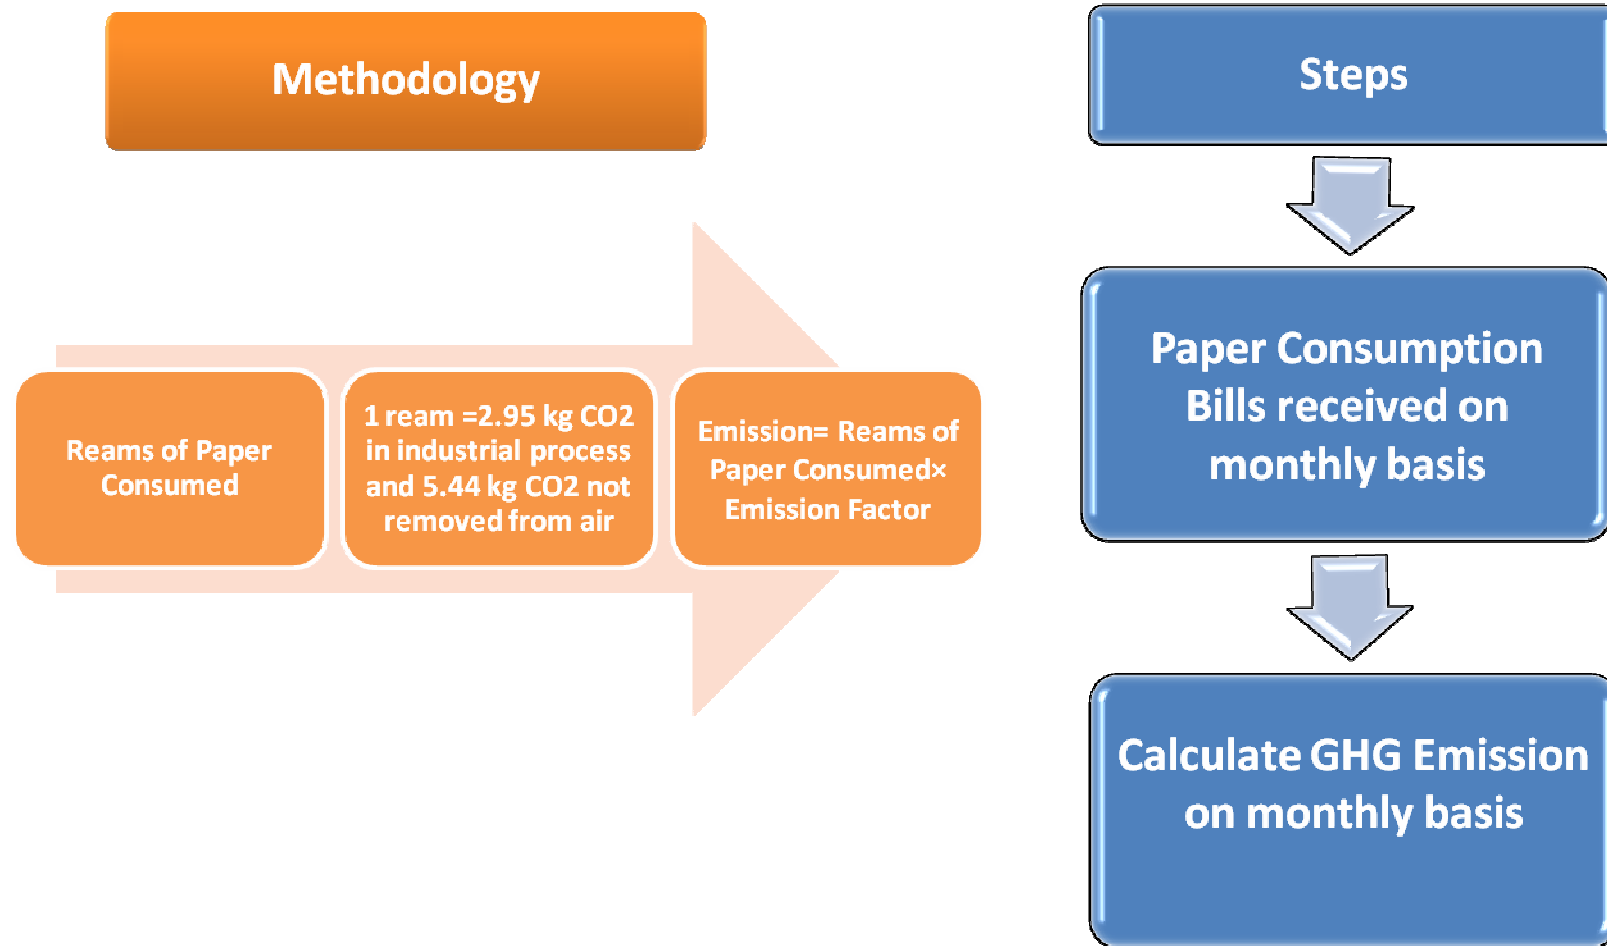 Methodology
Reams of Paper
Consumed
1 ream =2.95 kg CO2
in industrial process
and 5.44 kg CO2 not
removed from air
Emission= Reams of
Paper Consumed×
Emission Factor
Steps
Paper Consumption
Bills received on
monthly basis
Calculate GHG Emission
on monthly basis